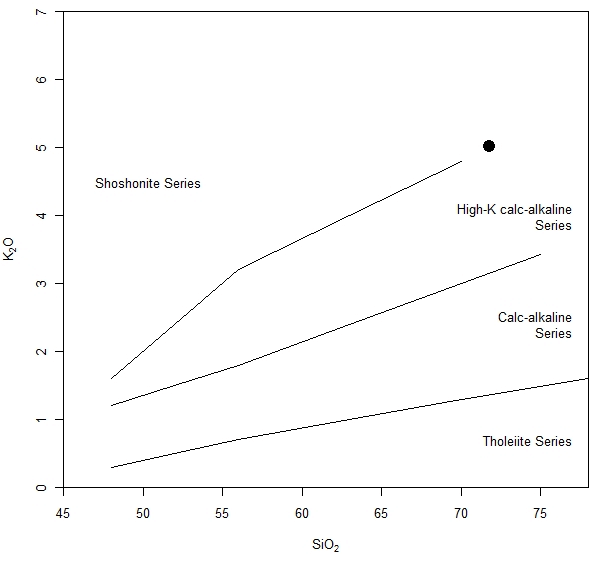 7
6
5
4
3
2
1
0
K₂O
Shoshonite Series
High-K calc-alkaline
Series
Calc-alkaline
Series
Tholeiite Series
45 50 55 60 65 70 75
SiO₂